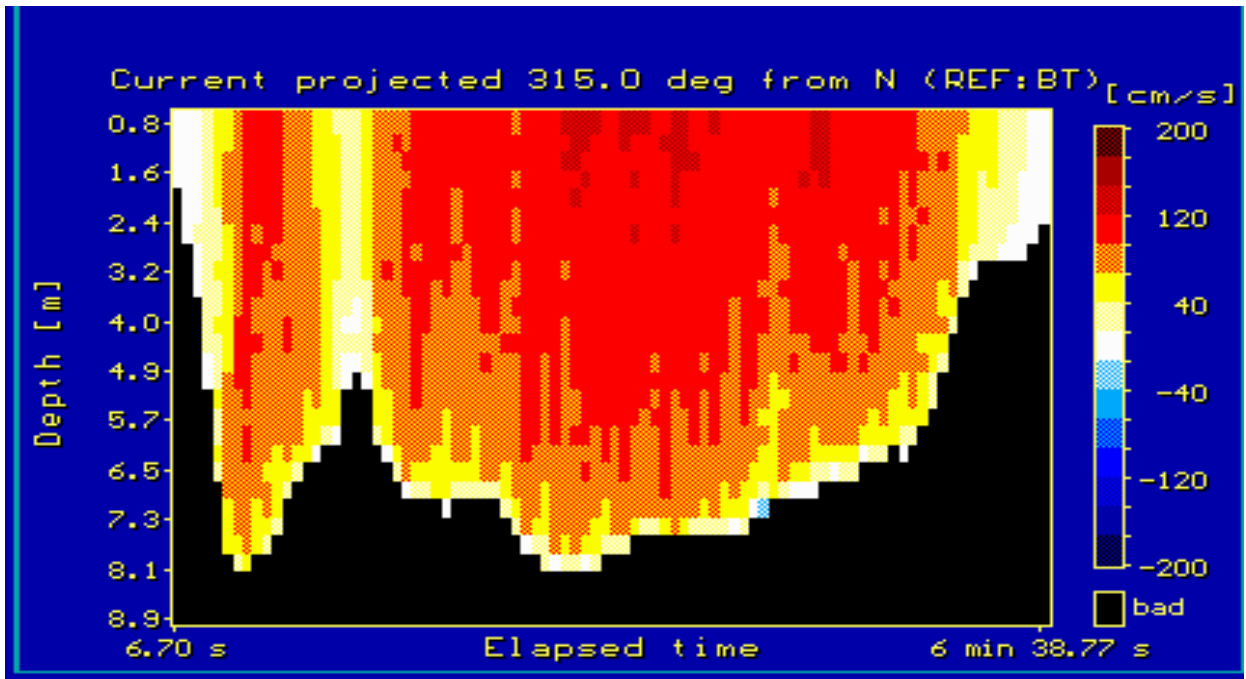 Current projected 315.0 deg from N (REF:BT)
[cm/s]
0.8
1.6
2.4
3.2
4.0
4.9
5.7
6.5
7.3
8.1
8.9
Depth [m]
6.70 s
Elapsed time
6 min 38.77 s
200
120
40
-40
-120
-200
bad